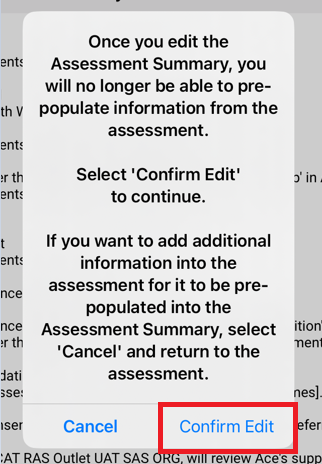 Once you edit the
Assessment Summary, you
will no longer be able to pre-
populate information from the
assessment.
Select 'Confirm Edit'
to continue.
If you want to add additional
information into the
assessment for it to be pre-
populated into the
Assessment Summary, select
'Cancel' and return to the
assessment.
Cancel
Confirm Edit
CAT RAS Outlet UAT SAS ORG, will review Ace's supp